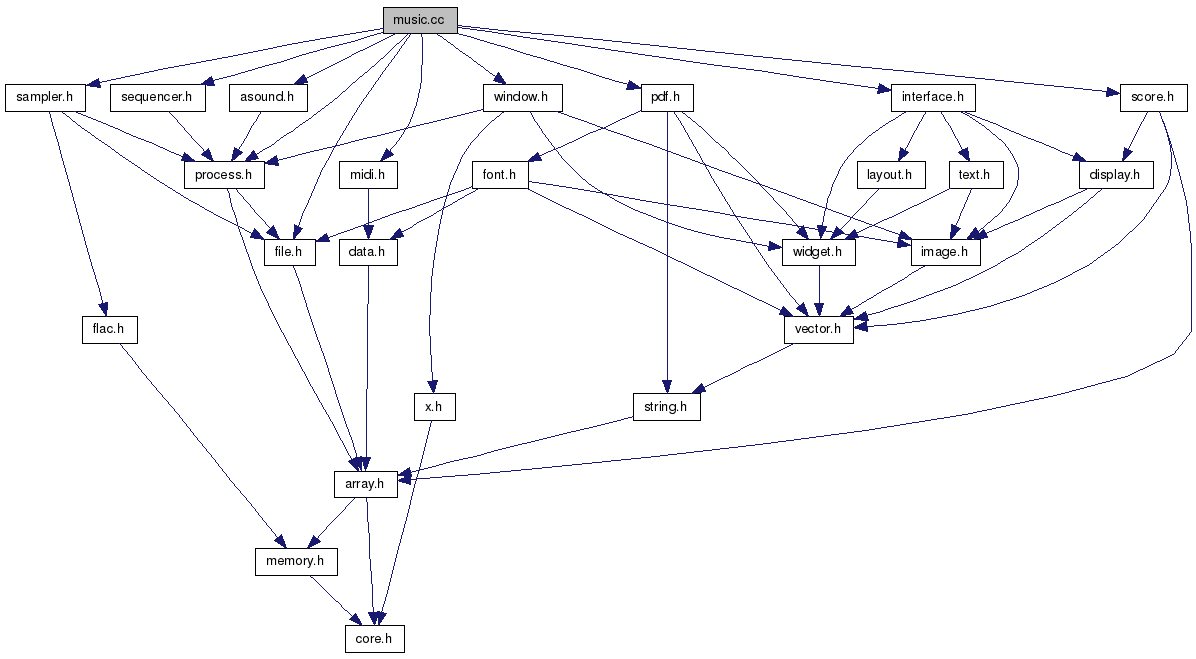 music.cc
sampler.h
sequencer.h
asound.h
window.h
pdf.h
interface.h
score.h
process.h
midi.h
font.h
layout.h
text.h
display.h
file.h
data.h
widget.h
image.h
flac.h
vector.h
x.h
string.h
array.h
memory.h
core.h